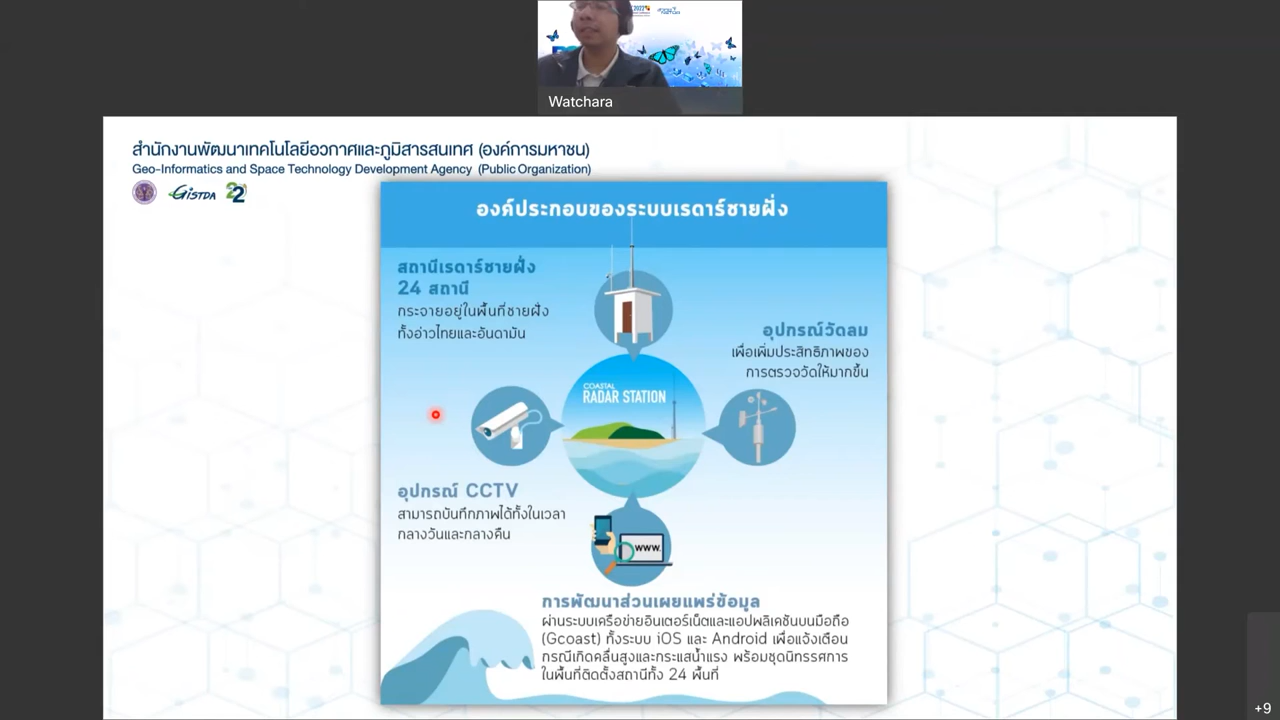 Watchara
สำนักงานพัฒนาเทคโนโลยีอวกาศและภูมิสารสนเทศ (องค์การมหาชน)
Geo-Informatics and Space Technology Development Agency (Public Organization)
GISTDA 22
องค์ประกอบของระบบเรดาร์ชายฝั่ง
สถานีเรดาร์ชายฝั่ง
24 สถานี
กระจายอยู่ในพื้นที่ชายฝั่ง
ทั้งอ่าวไทยและอันดามัน
อุปกรณ์วัดลม
เพื่อเพิ่มประสิทธิภาพของ
การตรวจวัดให้มากขึ้น
COASTAL
RADAR STATION
อุปกรณ์ CCTV
สามารถบันทึกภาพได้ทั้งในเวลา
กลางวันและกลางคืน
WWW.
การพัฒนาส่วนเผยแพร่ข้อมูล
ผ่านระบบเครือข่ายอินเตอร์เน็ตและแอปพลิเคชันบนมือถือ
(Gcoast) ทั้งระบบ iOS และ Android เพื่อแจ้งเตือน
กรณีเกิดคลื่นสูงและกระแสน้ำแรง พร้อมชุดนิทรรศการ
ในพื้นที่ติดตั้งสถานีทั้ง 24 พื้นที่
+9